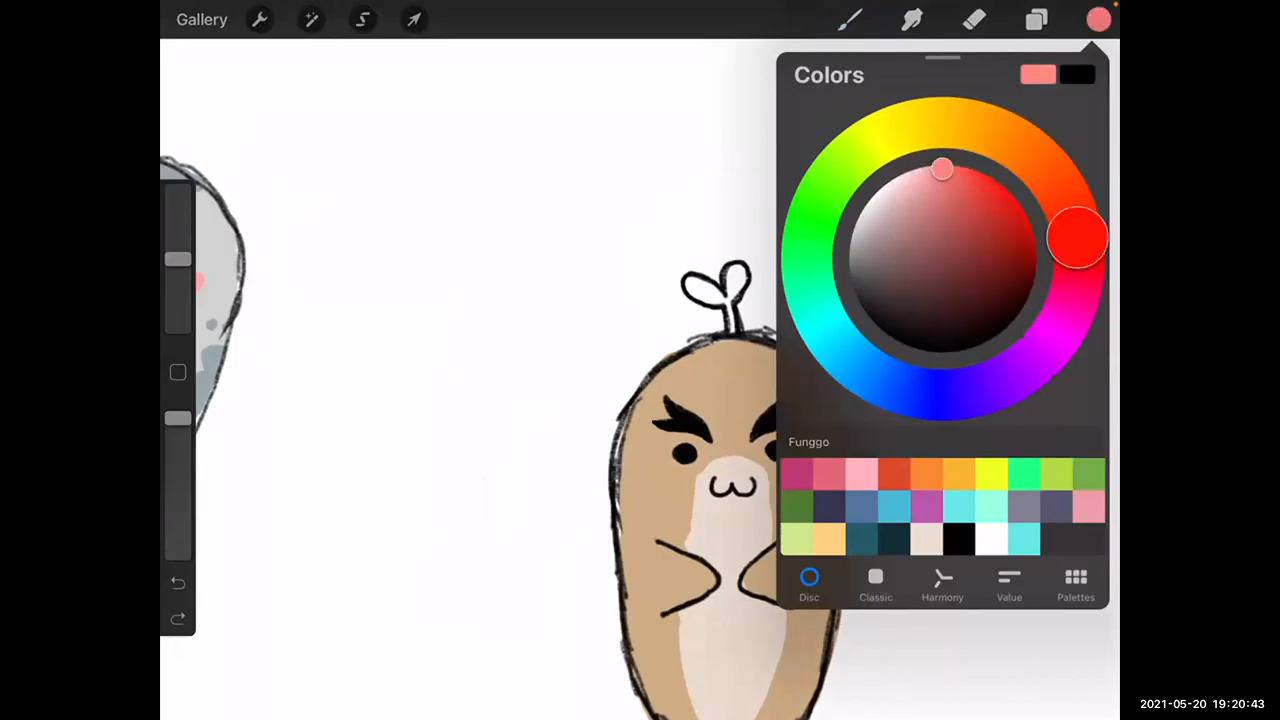 Gallery
Colors
Funggo
Disc Classic Harmony Value Palettes
2021-05-20 19:20:43